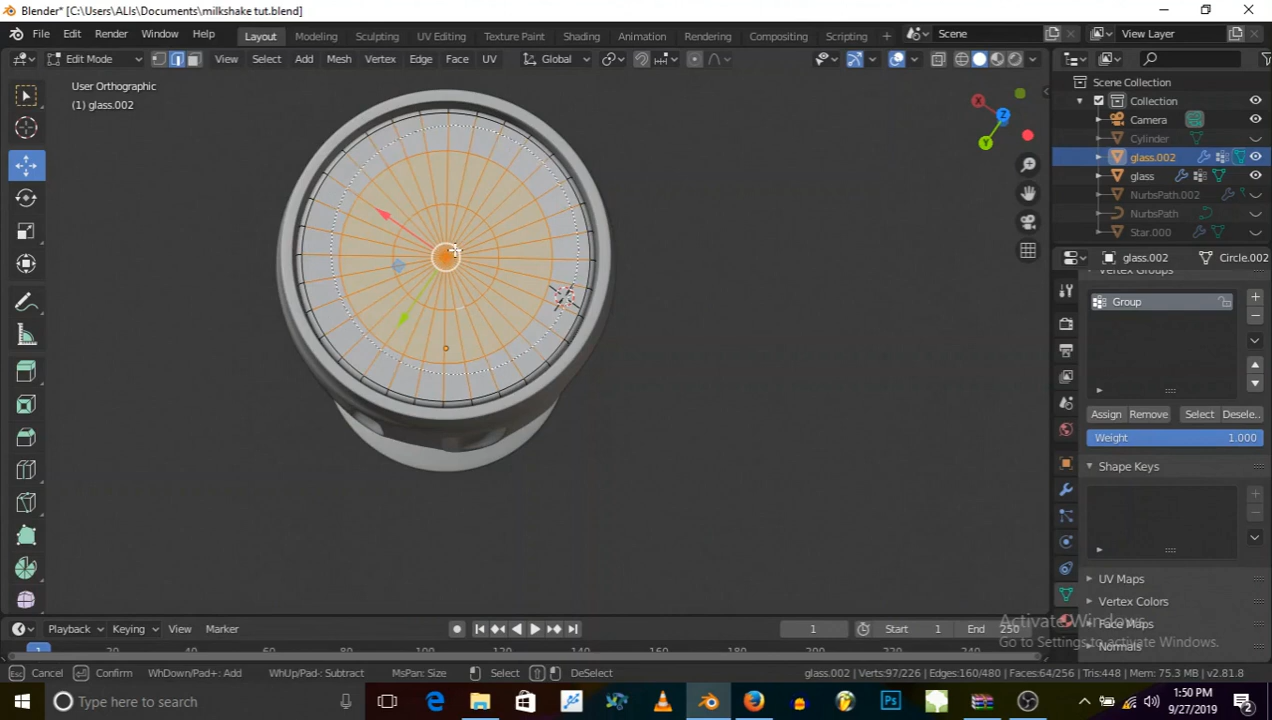 Blender* [C:\Users\ALIs\Documents\milkshake tut.blend]
File Edit Render Window Help Layout Modeling Sculpting UV Editing Texture Paint Shading Animation Rendering Compositing Scripting + Scene View Layer
Edit Mode View Select Add Mesh Vertex Edge Face UV Global
User Orthographic
(1) glass.002
X
Z
Y
Scene Collection
Collection
Camera
Cylinder
glass.002
glass
NurbsPath.002
NurbsPath
Star.000
glass.002 Circle.002
Vertex Groups
Group
Assign Remove Select Desele..
Weight 1.000
Shape Keys
UV Maps
Vertex Colors
Face Maps
Normals
Activate Windows
Go to Settings to activate Windows.
Playback Keying View Marker 1 Start 1 End 250
1
Cancel Confirm WhDown/Pad+: Add WhUp/Pad-: Subtract MsPan: Size Select DeSelect glass.002 | Verts:97/226 | Edges:160/480 | Faces:64/256 | Tris:448 | Mem: 75.3 MB | v2.81.8
Type here to search
1:50 PM
9/27/2019
2